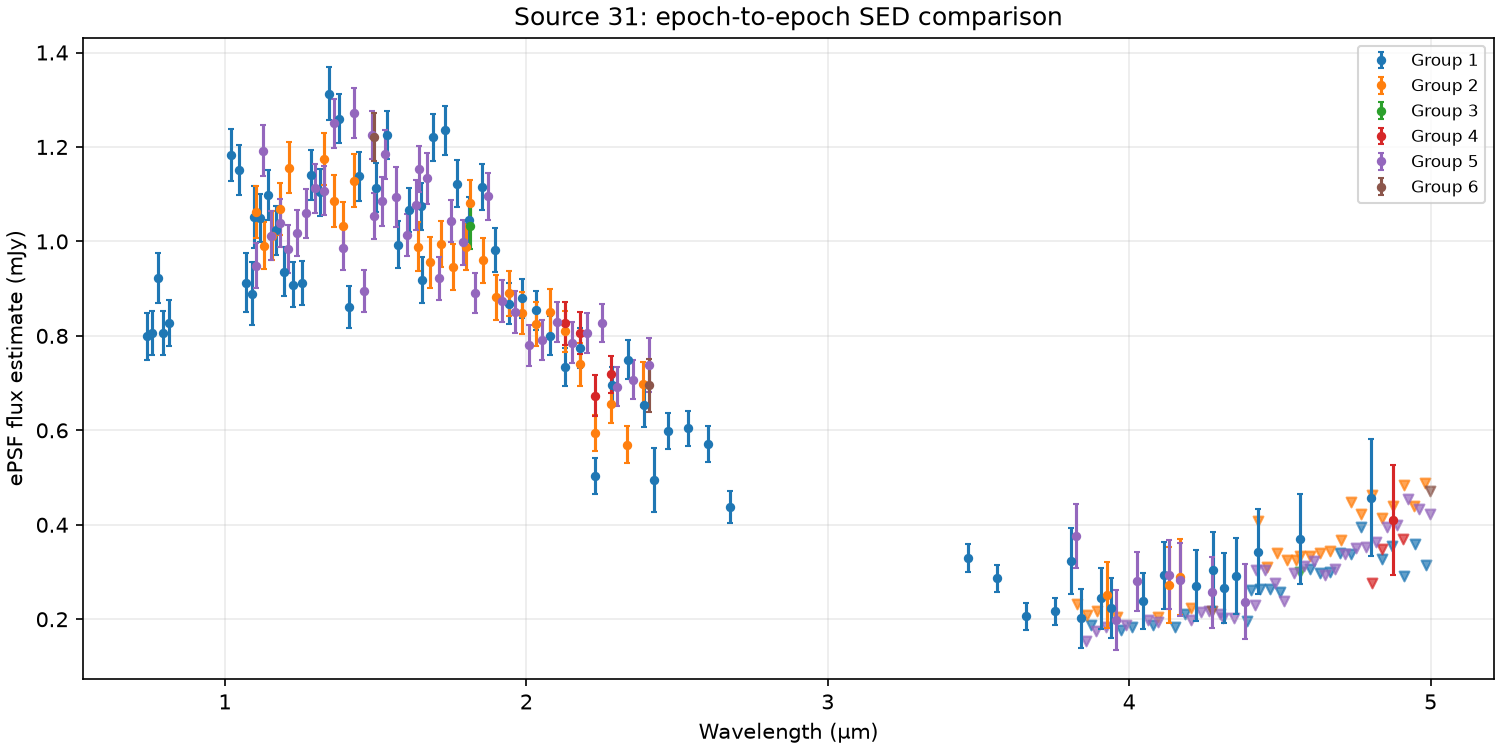 Source 31: epoch-to-epoch SED comparison
ePSF flux estimate (mJy)
1.4
1.2
1.0
0.8
0.6
0.4
0.2
Group 1
Group 2
Group 3
Group 4
Group 5
Group 6
1 2 3 4 5
Wavelength (µm)